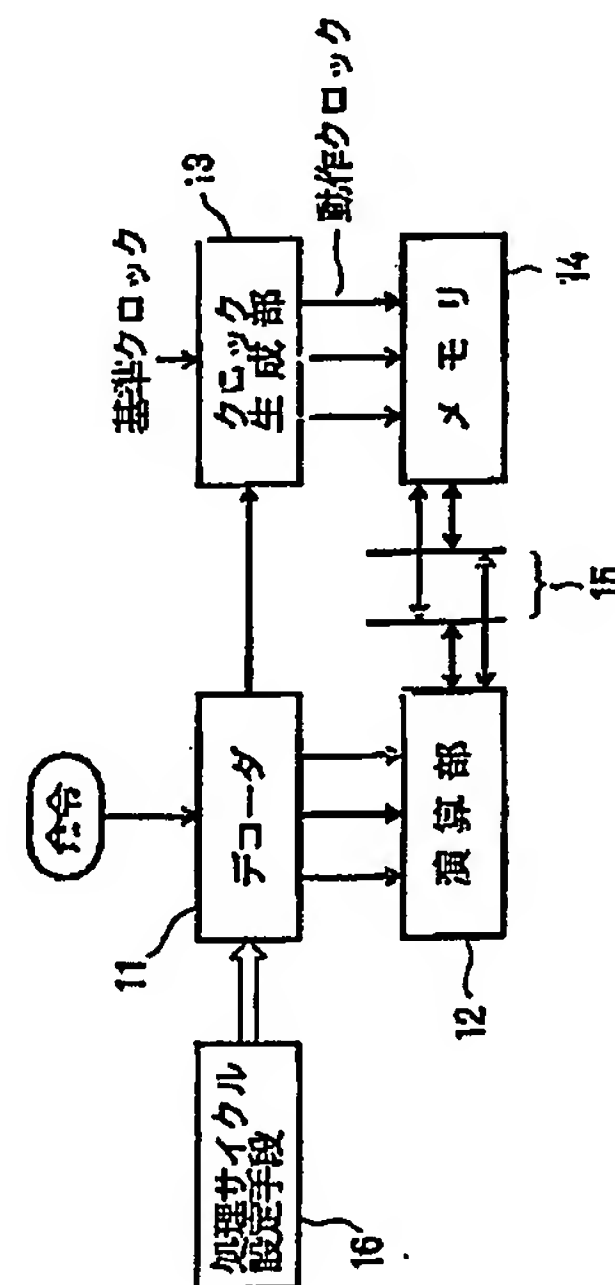 基準クロック
13
クロック
生成部
動作クロック
メモリ
14
15
命令
11
デコーダ
演算部
12
処理サイクル
設定手段
16